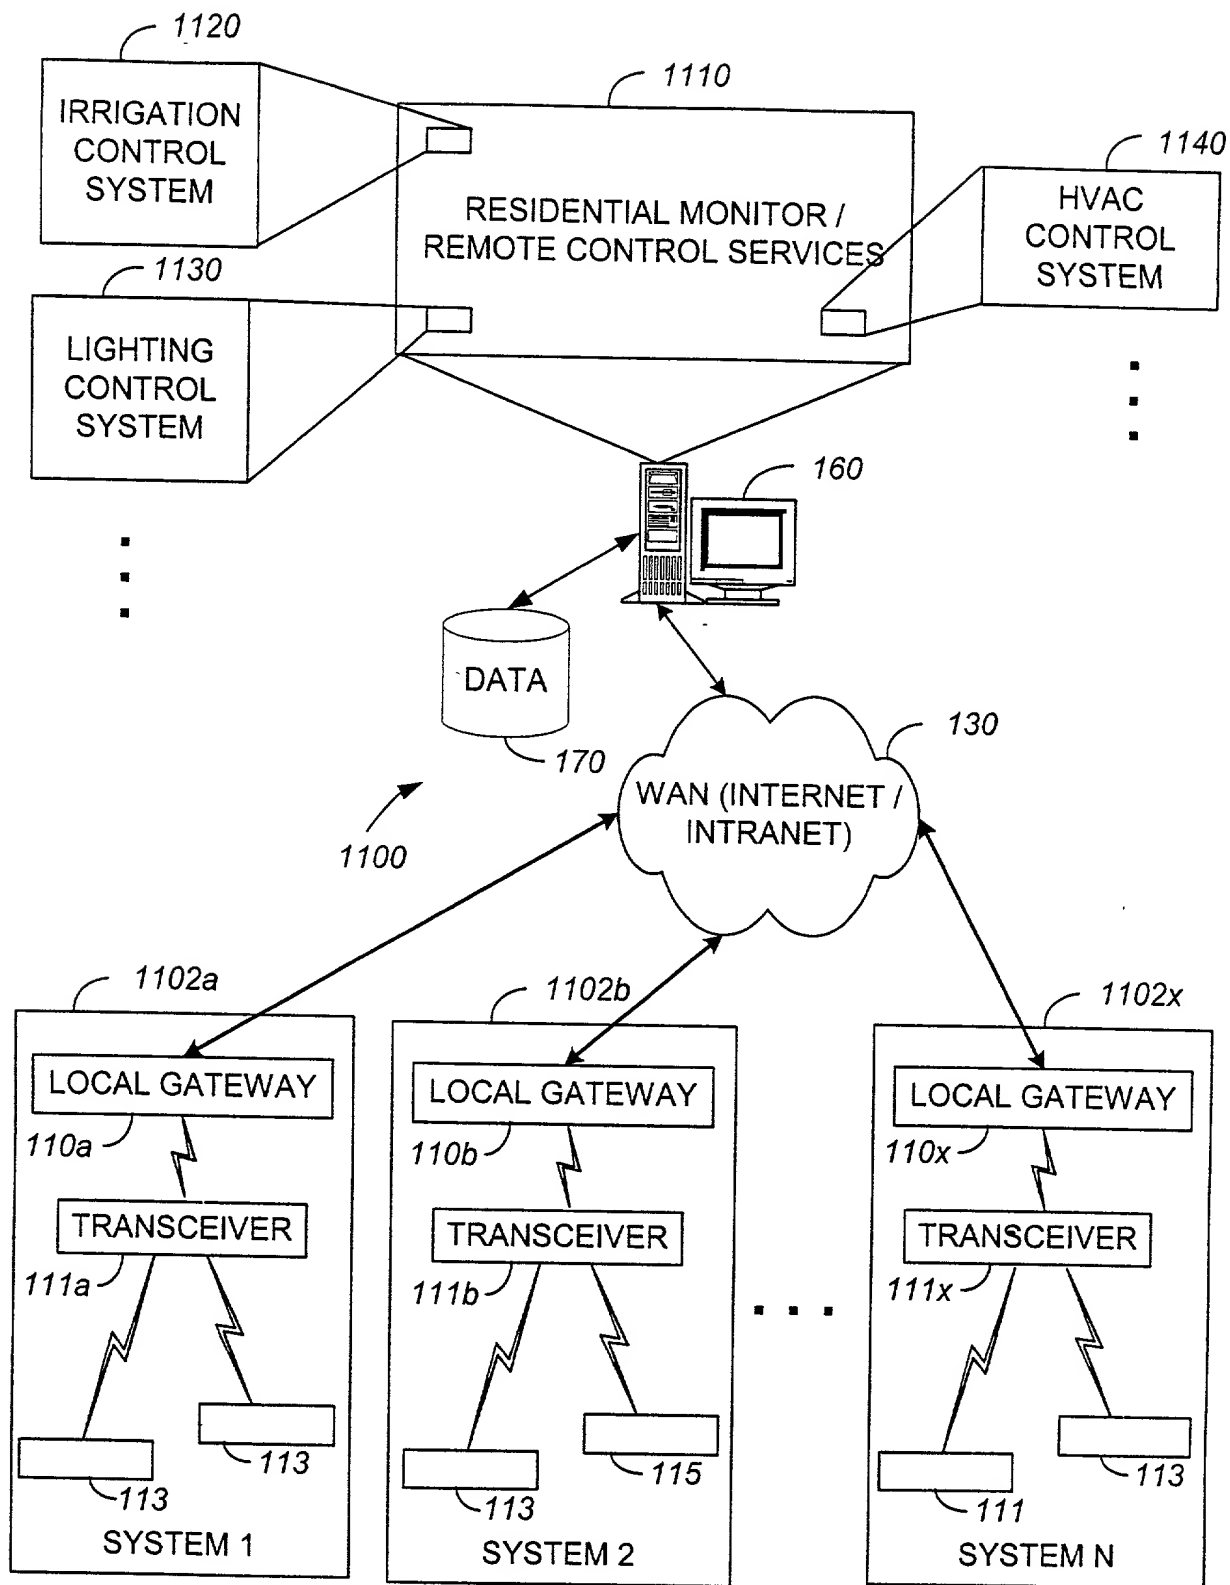 1120
IRRIGATION
CONTROL
SYSTEM
1110
RESIDENTIAL MONITOR /
REMOTE CONTROL SERVICES
1140
HVAC
CONTROL
SYSTEM
1130
LIGHTING
CONTROL
SYSTEM
160
DATA
170
130
WAN (INTERNET /
INTRANET)
1100
1102a
LOCAL GATEWAY
110a
TRANSCEIVER
111a
113
113
SYSTEM 1
1102b
LOCAL GATEWAY
110b
TRANSCEIVER
111b
115
113
SYSTEM 2
1102x
LOCAL GATEWAY
110x
TRANSCEIVER
111x
113
111
SYSTEM N